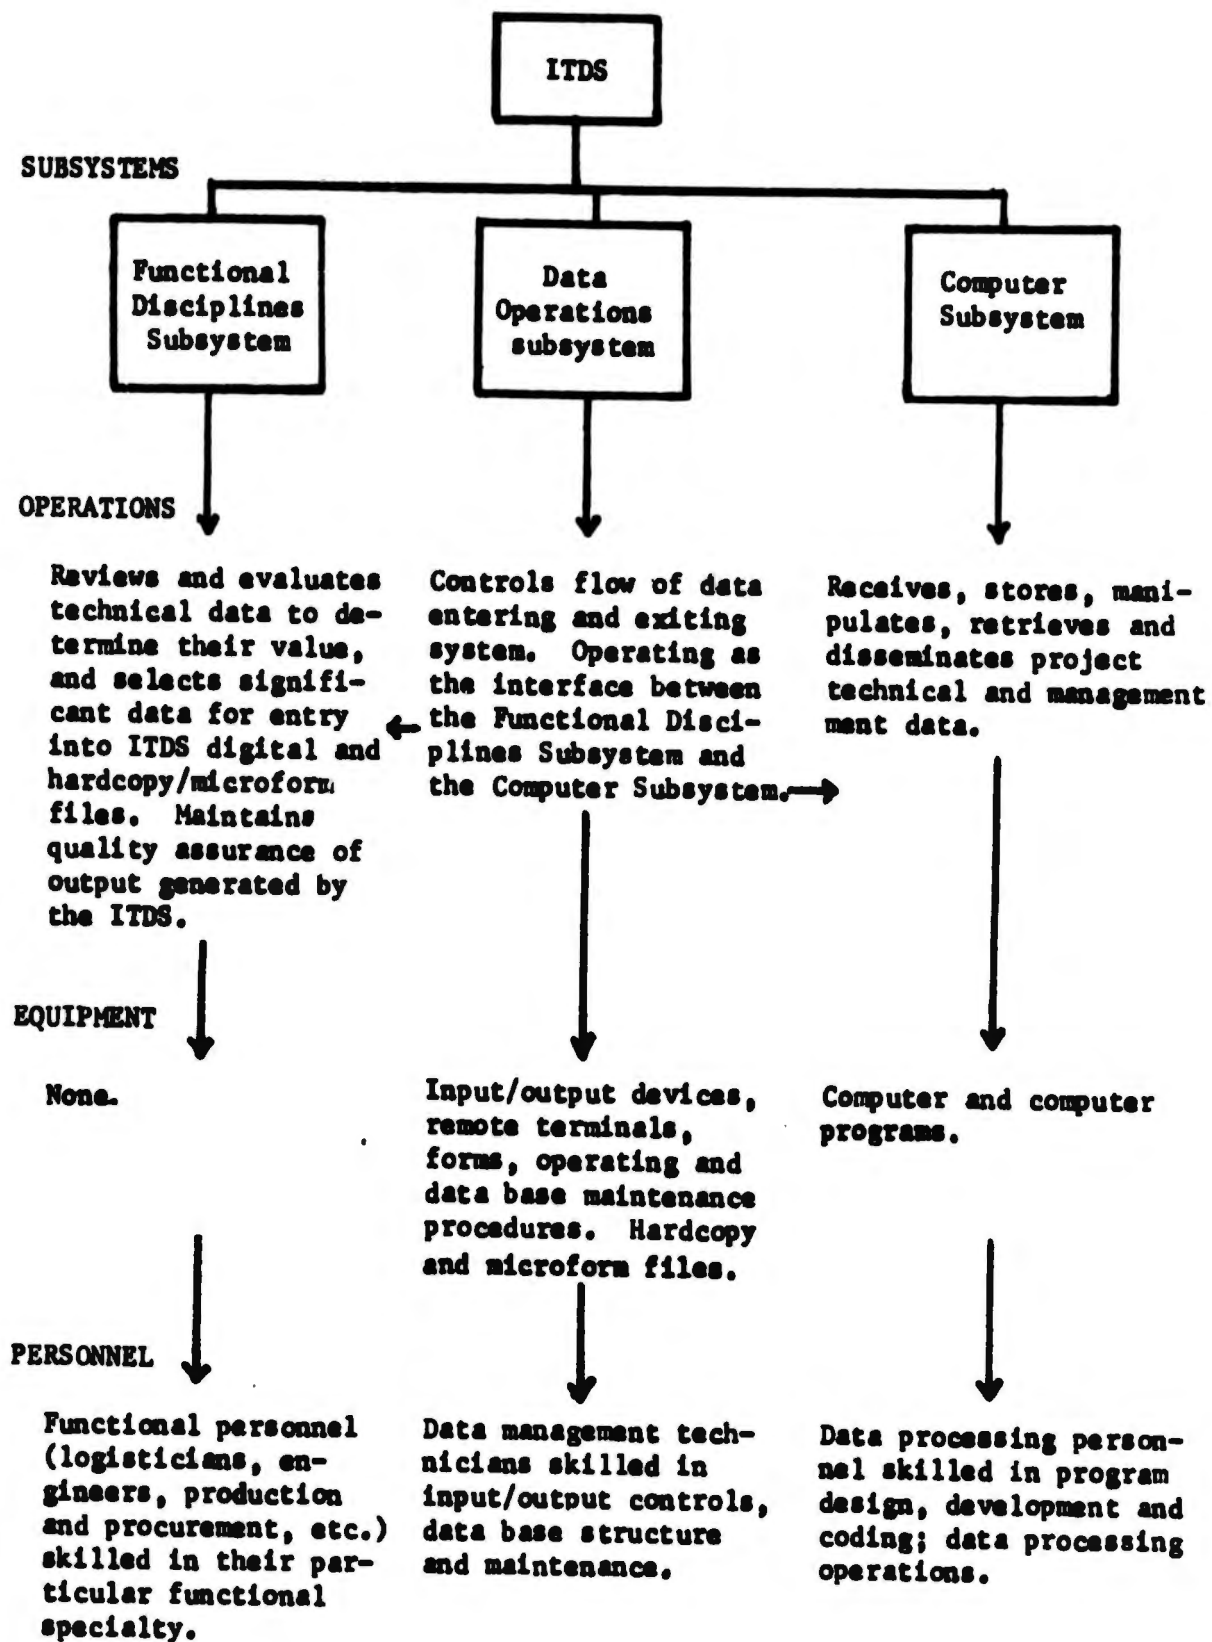 ITDS
SUBSYSTEMS
Functional
Disciplines
Subsystem
Data
Operations
subsystem
Computer
Subsystem
OPERATIONS
Reviews and evaluates
technical data to de-
termine their value,
and selects signifi-
cant data for entry
into ITDS digital and
hardcopy/microform
files. Maintains
quality assurance of
output generated by
the ITDS.
Controls flow of data
entering and exiting
system. Operating as
the interface between
the Functional Disci-
plines Subsystem and
the Computer Subsystem.
Receives, stores, mani-
pulates, retrieves and
disseminates project
technical and management
ment data.
EQUIPMENT
None.
Input/output devices,
remote terminals,
forms, operating and
data base maintenance
procedures. Hardcopy
and microform files.
Computer and computer
programs.
PERSONNEL
Functional personnel
(logisticians, en-
gineers, production
and procurement, etc.)
skilled in their par-
ticular functional
specialty.
Data management tech-
nicians skilled in
input/output controls,
data base structure
and maintenance.
Data processing person-
nel skilled in program
design, development and
coding; data processing
operations.